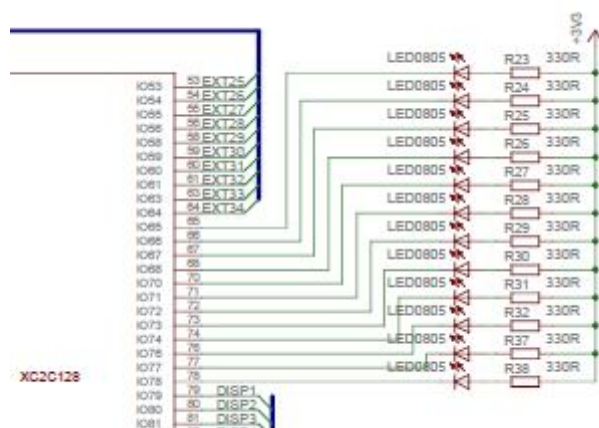 +3V3
LED0805 R23 330R
LED0805 R24 330R
LED0805 R25 330R
LED0805 R26 330R
LED0805 R27 330R
LED0805 R28 330R
LED0805 R29 330R
LED0805 R30 330R
LED0805 R31 330R
LED0805 R32 330R
LED0805 R37 330R
LED0805 R38 330R
IO53 53 EXT25
IO54 54 EXT26
IO55 55 EXT27
IO56 56 EXT28
IO58 58 EXT29
IO59 59 EXT30
IO60 60 EXT31
IO61 61 EXT32
IO63 63 EXT33
IO64 64 EXT34
IO65 65
IO66 66
IO67 67
IO68 68
IO70 70
IO71 71
IO72 72
IO73 73
IO74 74
IO76 76
IO77 77
IO78 78
XC2C128
IO79 79 DISP1
IO80 80 DISP2
IO81 81 DISP3